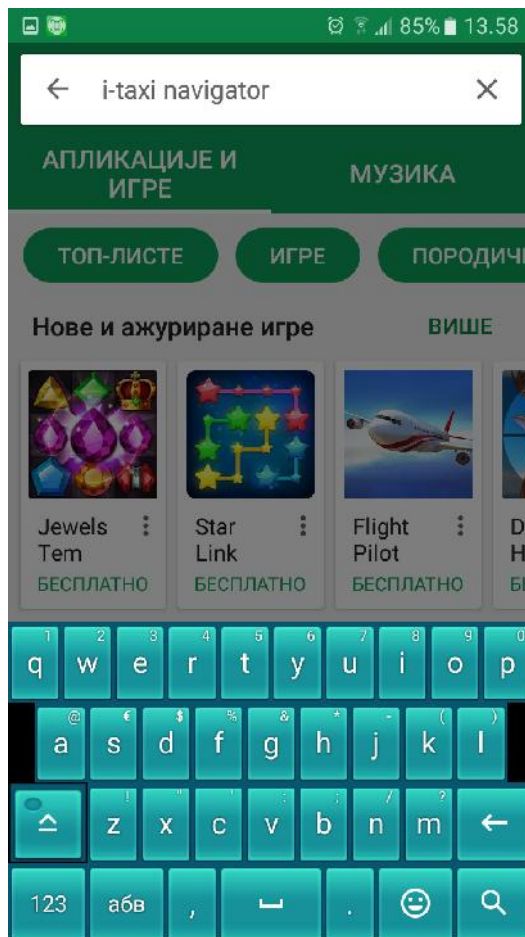 85% 13.58
i-taxi navigator
АПЛИКАЦИЈЕ И
ИГРЕ
МУЗИКА
ТОП-ЛИСТЕ ИГРЕ ПОРОДИЧН
Нове и ажуриране игре ВИШЕ
Jewels
Tem
БЕСПЛАТНО
Star
Link
БЕСПЛАТНО
Flight
Pilot
БЕСПЛАТНО
D
H
Б
1 2 3 4 5 6 7 8 9 0
q w e r t y u i o p
@ € $ % & * - ( )
a s d f g h j k l
! " ' : ; / ?
z x c v b n m
123 абв , .